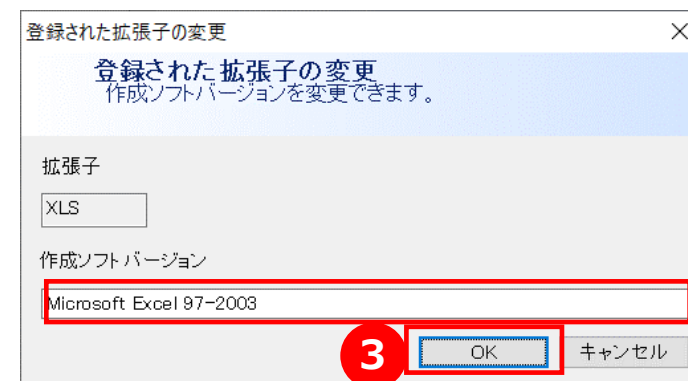 登録された拡張子の変更
登録された拡張子の変更
作成ソフトバージョンを変更できます。
拡張子
XLS
作成ソフトバージョン
Microsoft Excel 97-2003
3 OK キャンセル